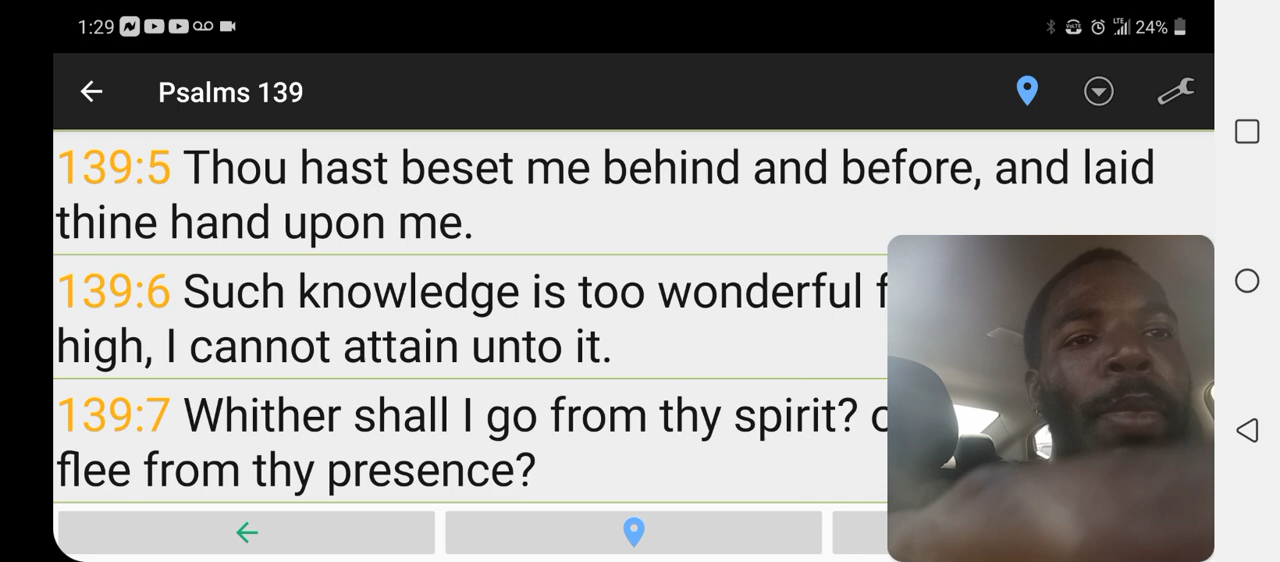 1:29 LTE 24%
Psalms 139
139:5 Thou hast beset me behind and before, and laid
thine hand upon me.
139:6 Such knowledge is too wonderful
high, I cannot attain unto it.
139:7 Whither shall I go from thy spirit?
flee from thy presence?